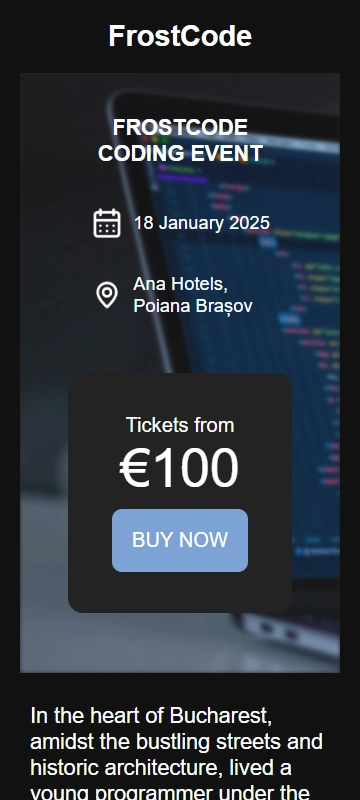 FrostCode
FROSTCODE
CODING EVENT
18 January 2025
Ana Hotels,
Poiana Brașov
Tickets from
€100
BUY NOW
In the heart of Bucharest,
amidst the bustling streets and
historic architecture, lived a
young programmer under the